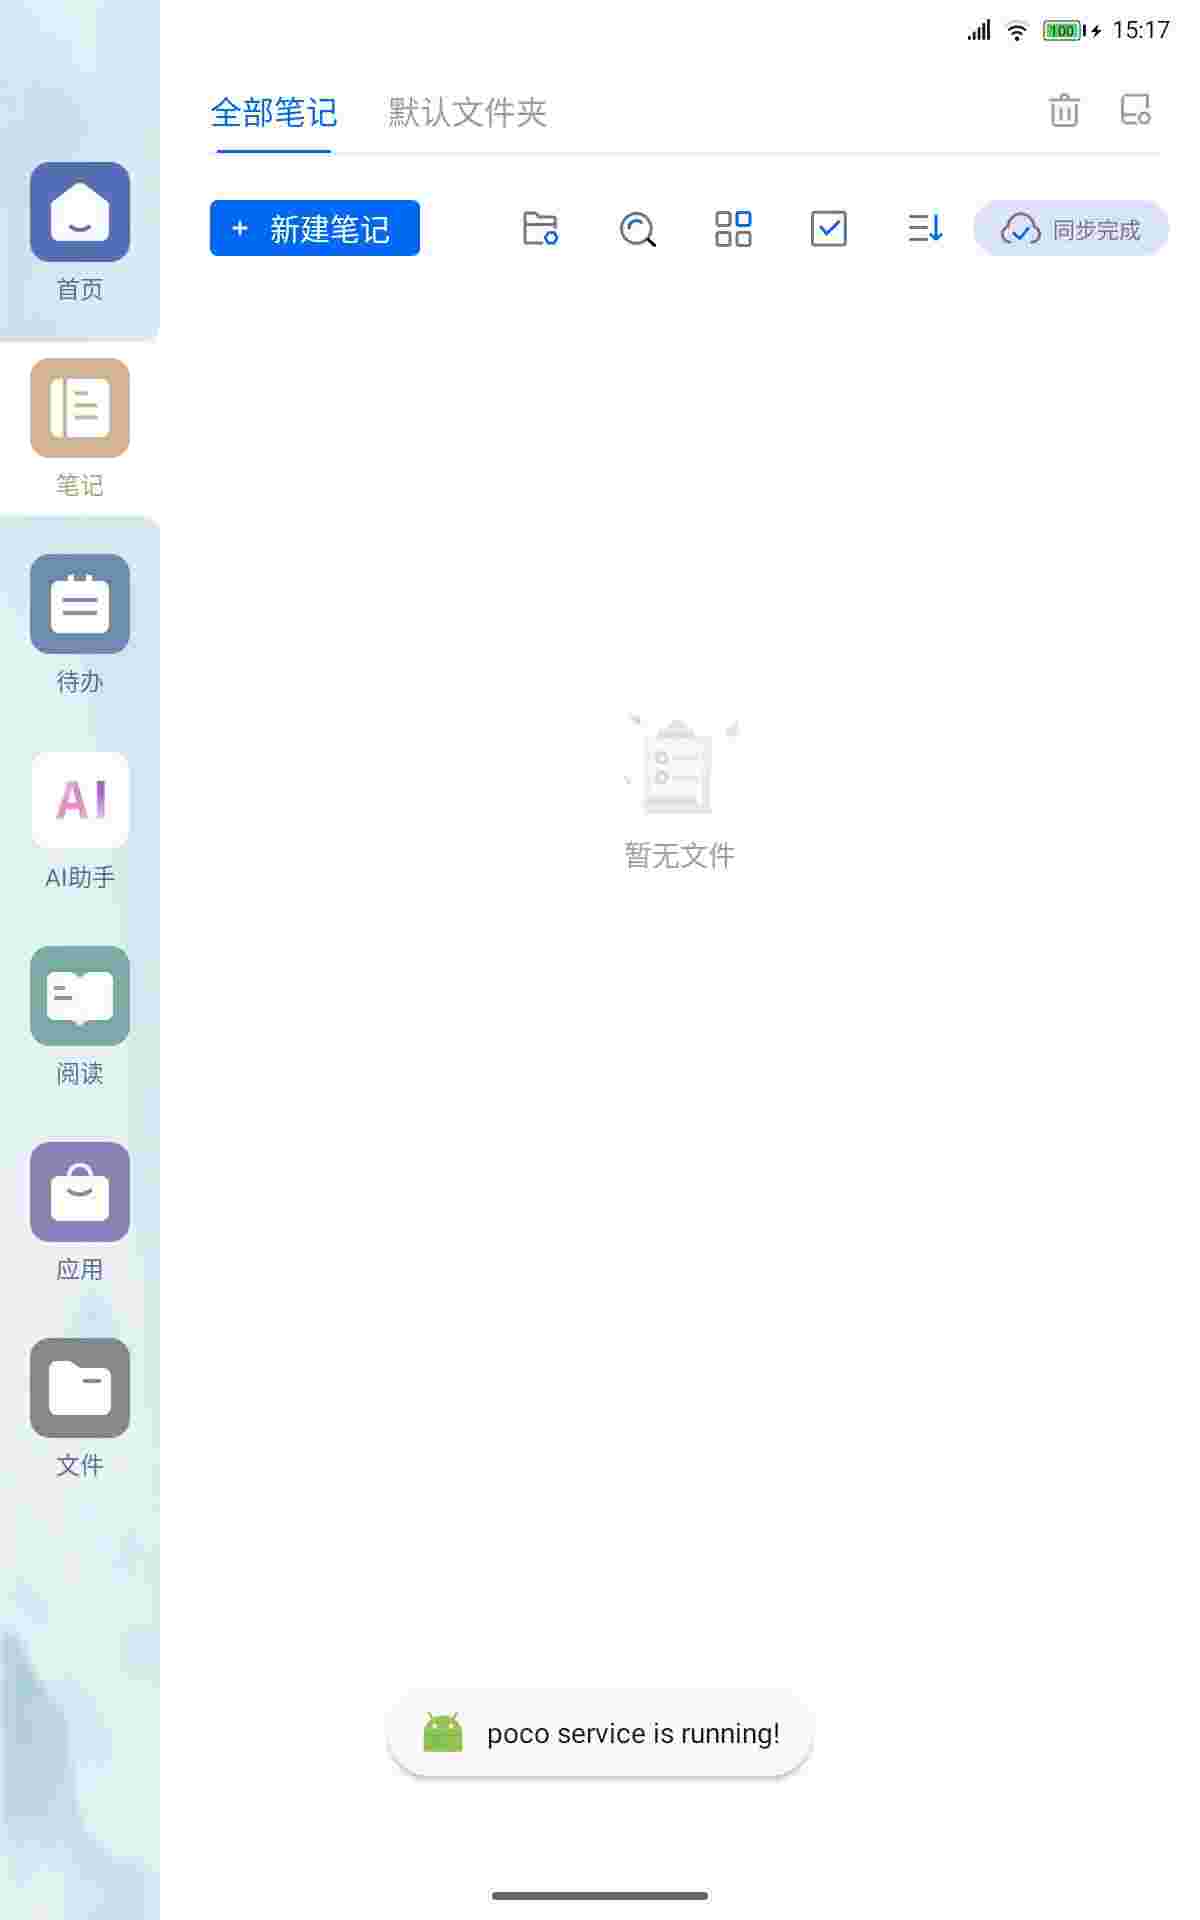 100 15:17
全部笔记 默认文件夹
+ 新建笔记 同步完成
首页
笔记
待办
AI
AI助手
阅读
应用
文件
暂无文件
poco service is running!